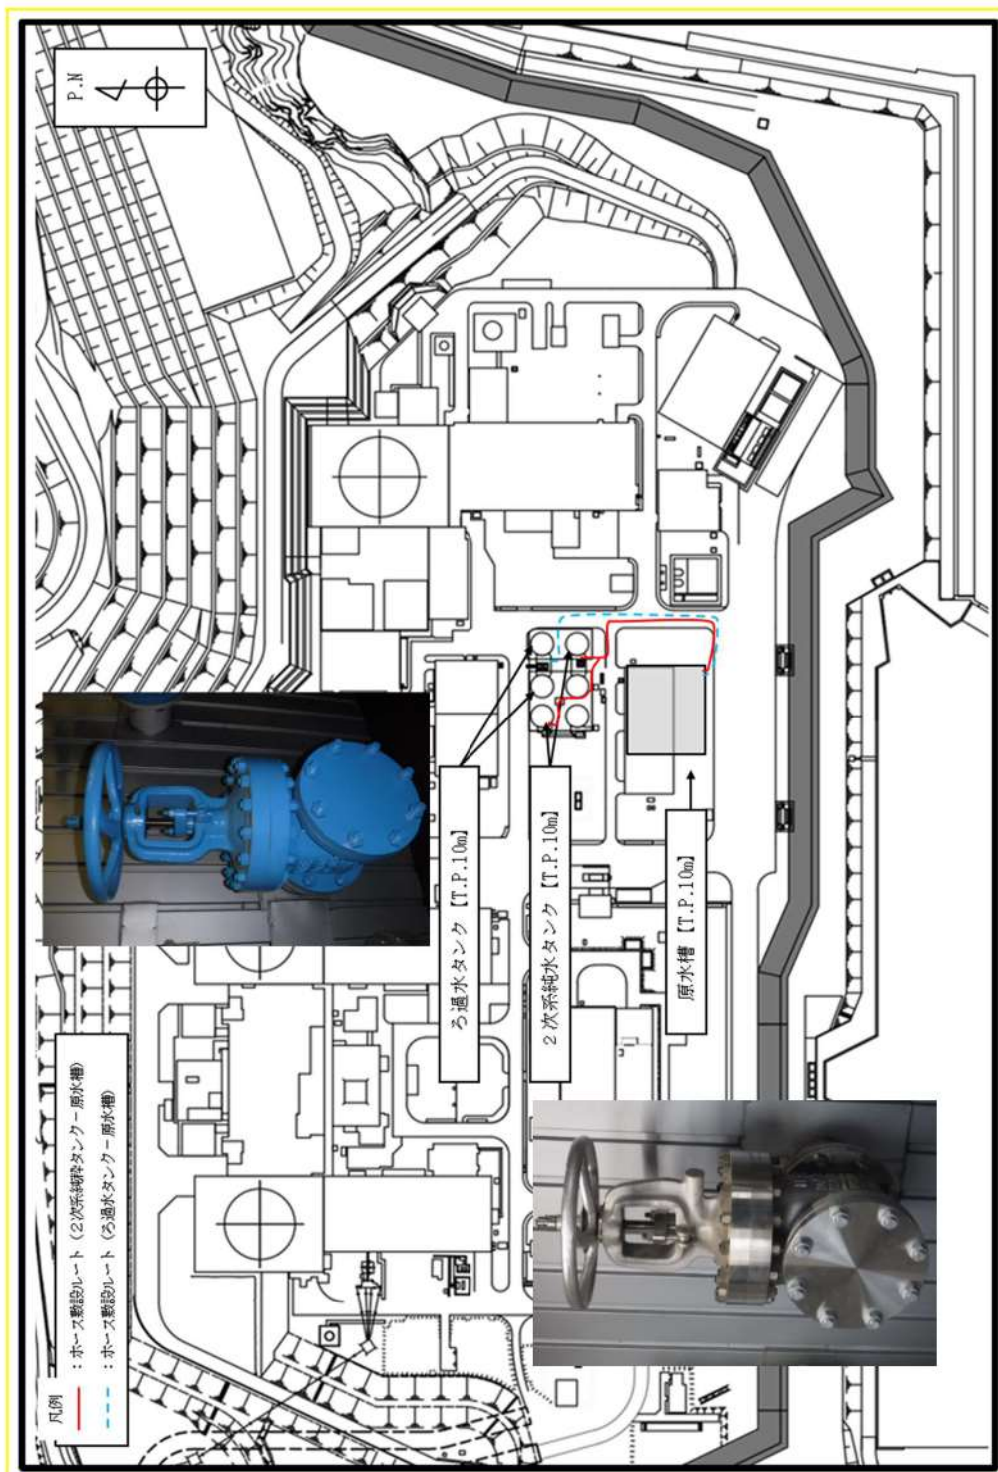 P.N
凡例
：ホース敷設ルート（2次系純粋タンク－原水槽）
：ホース敷設ルート（ろ過水タンク－原水槽）
ろ過水タンク【T.P.10m】
2次系純水タンク【T.P.10m】
原水槽【T.P.10m】